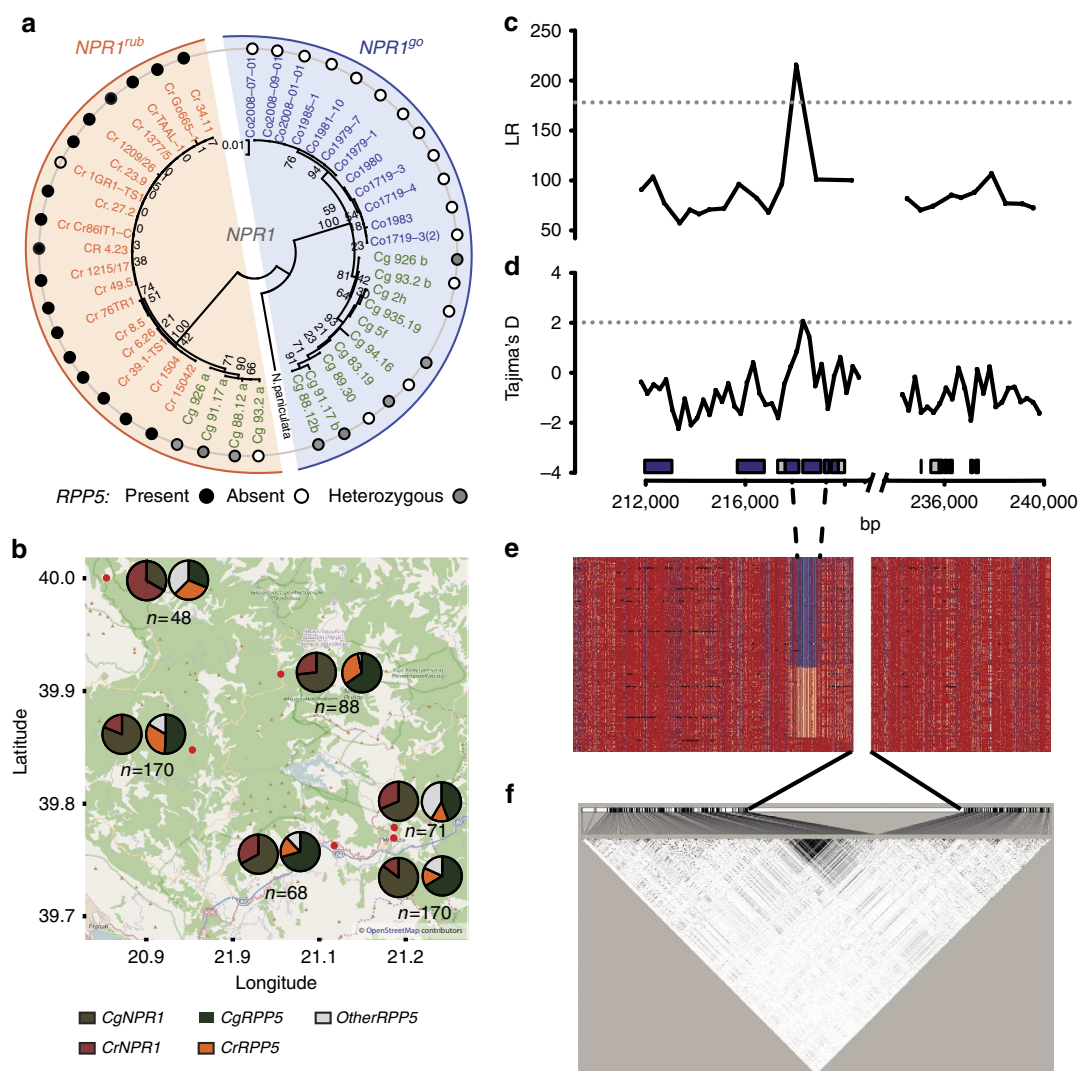 a
NPR1rub
NPR1go
Cr 34.11
Cr Go665–1
Cr TAAL–1
Cr 1377/5
Cr 1209/26
Cr 23.9
Cr 1GR1–TS1
Cr. 27.2
Cr Cr86IT1–C
CR 4.23
Cr 1215/17
Cr 49.5
Cr 76TR1
Cr 8.5
Cr 6.26
Cr 39.1-TS1
Cr 1504
Cr 1504/2
Cg 926 a
Cg 91.17 a
Cg 88.12 a
Cg 93.2 a
Co2008–07–01
Co2008–09–01
Co2008–01–01
Co1985–1
Co1981–10
Co1979–7
Co1979–1
Co1980
Co1719–3
Co1719–4
Co1983
Co1719–3(2)
Cg 926 b
Cg 93.2 b
Cg 2h
Cg 935.19
Cg 5f
Cg 94.16
Cg 83.19
Cg 89.30
Cg 91.17 b
Cg 88.12b
N.paniculata
NPR1
0.01
76
94
59
100
54
18
23
81
42
64
71
91
38
74
51
21
100
42
71
90
66
RPP5: Present Absent Heterozygous
b
40.0
39.9
39.8
39.7
Latitude
n=48
n=88
n=170
n=71
n=68
n=170
© OpenStreetMap contributors
20.9 21.9 21.1 21.2
Longitude
CgNPR1 CgRPP5 OtherRPP5
CrNPR1 CrRPP5
c
250
200
150
100
50
LR
d
4
2
0
–2
–4
Tajima's D
212,000 216,000 236,000 240,000
bp
e
f